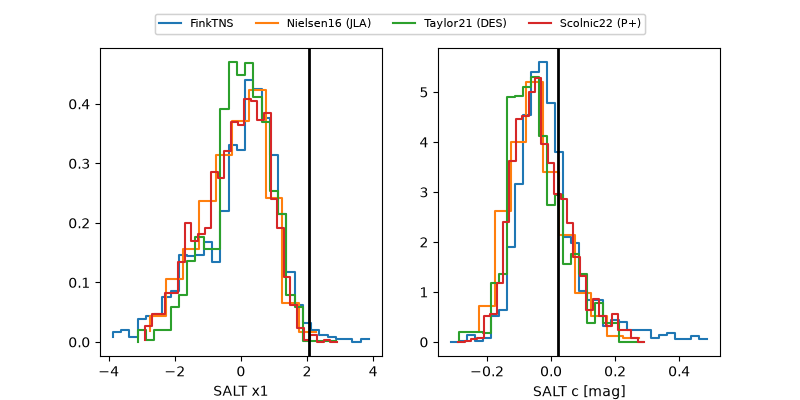 FinkTNS Nielsen16 (JLA) Taylor21 (DES) Scolnic22 (P+)
0.4
0.3
0.2
0.1
0.0
−4 −2 0 2 4
SALT x1
5
4
3
2
1
0
−0.2 0.0 0.2 0.4
SALT c [mag]